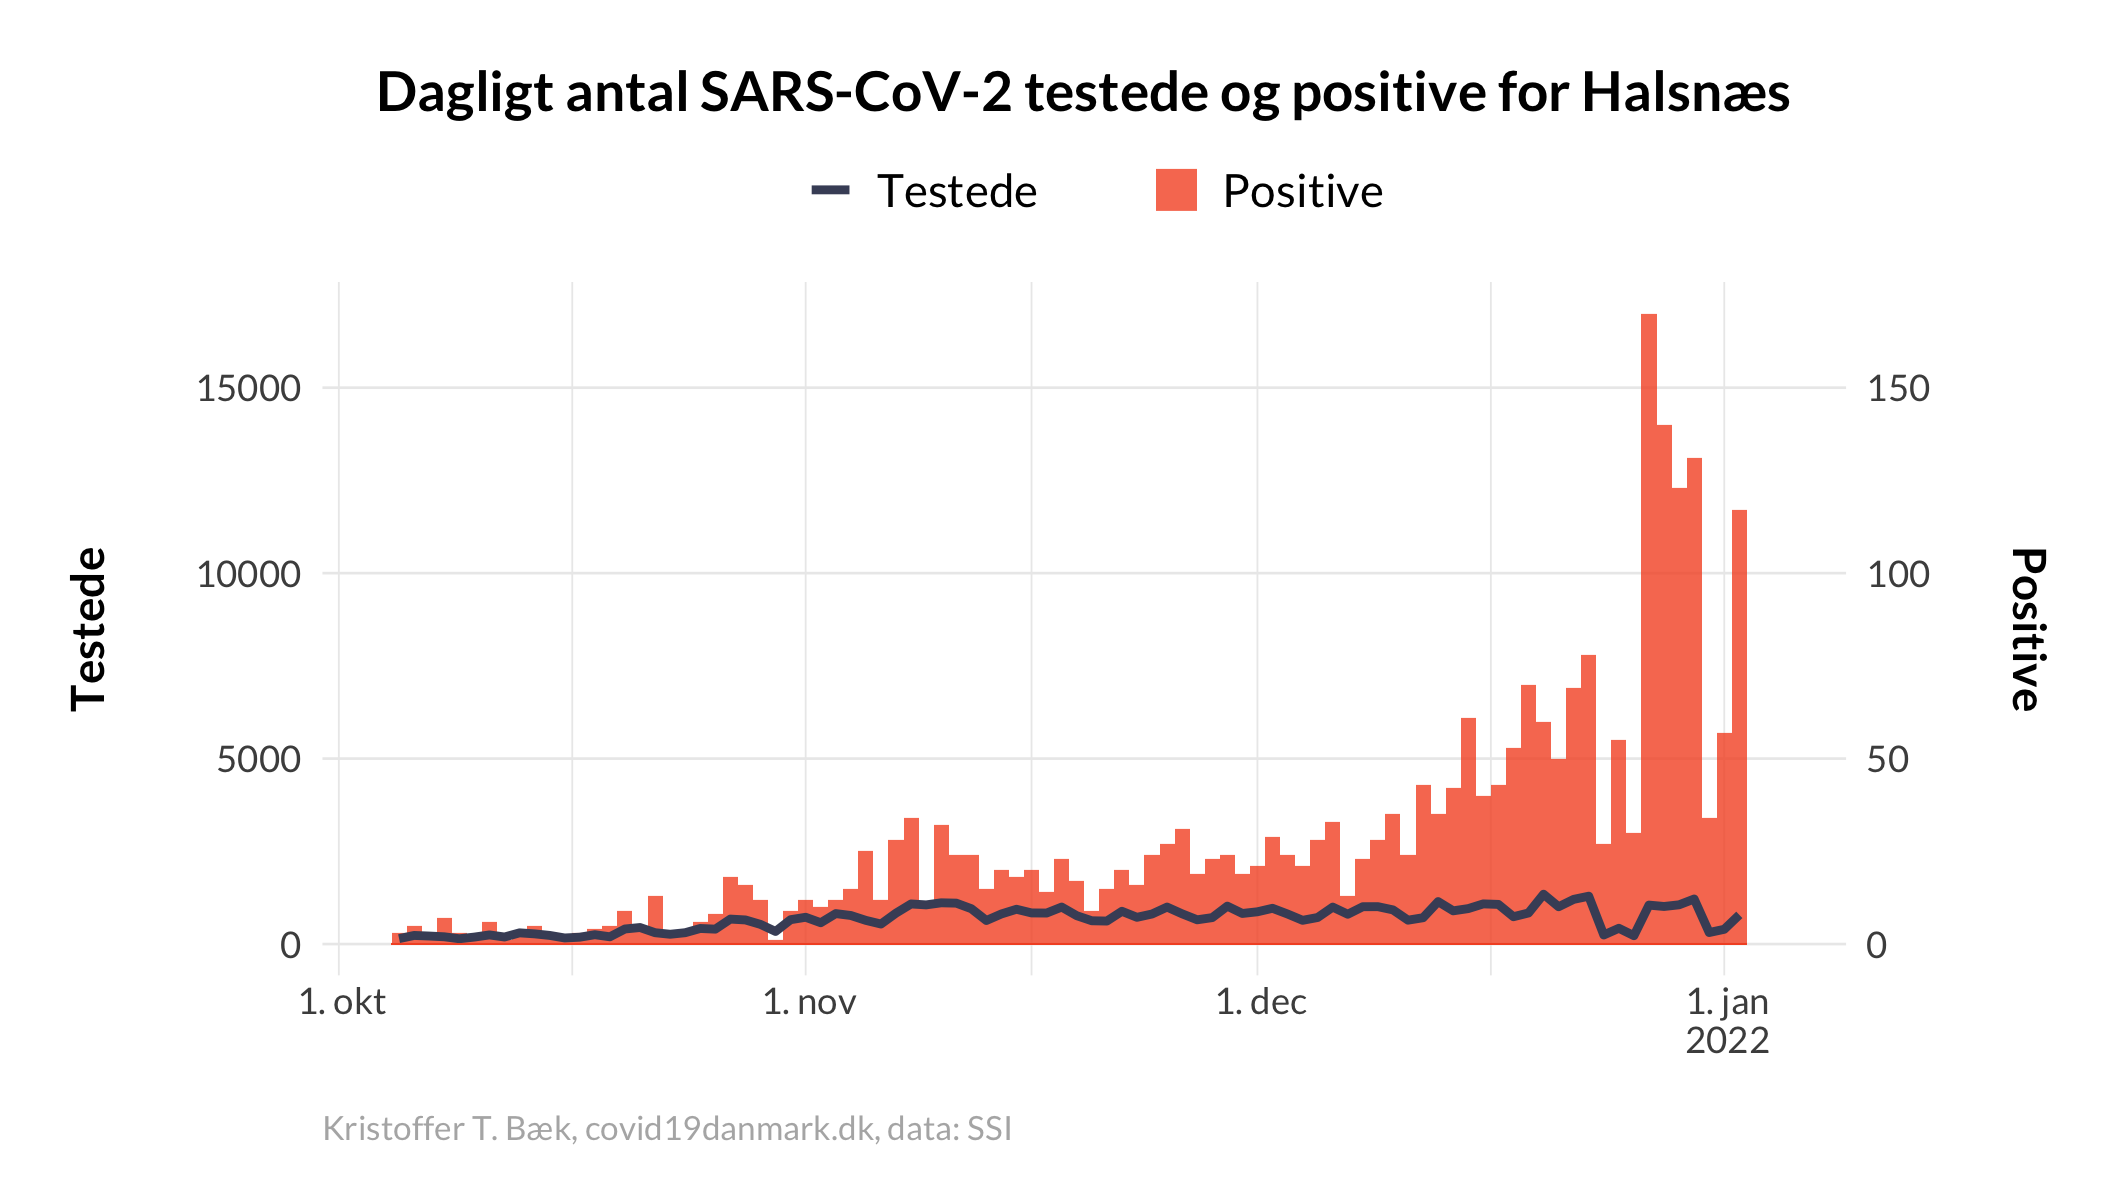 Dagligt antal SARS-CoV-2 testede og positive for Halsnæs
Testede
Positive
15000
10000
5000
0
Testede
150
100
50
0
Positive
1. okt
1. nov
1. dec
1. jan
2022
Kristoffer T. Bæk, covid19danmark.dk, data: SSI